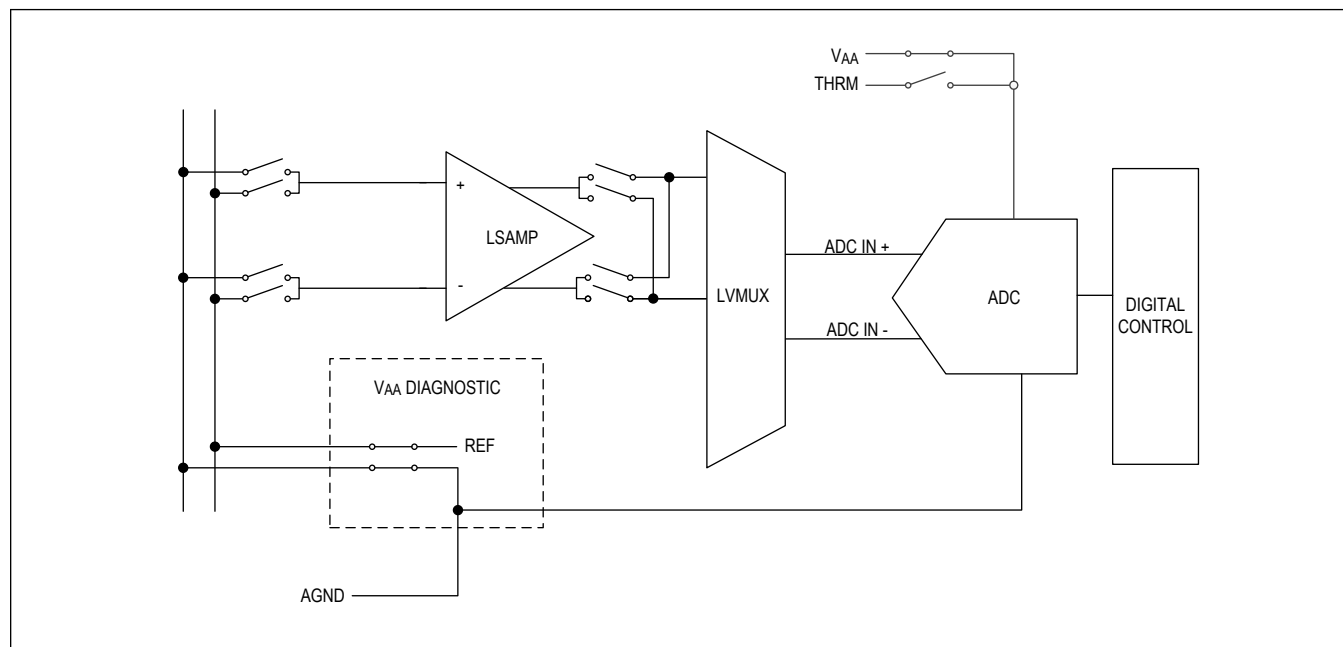 VAA
THRM
+
LSAMP
-
LVMUX
ADC IN +
ADC IN -
ADC
DIGITAL
CONTROL
VAA DIAGNOSTIC
REF
AGND